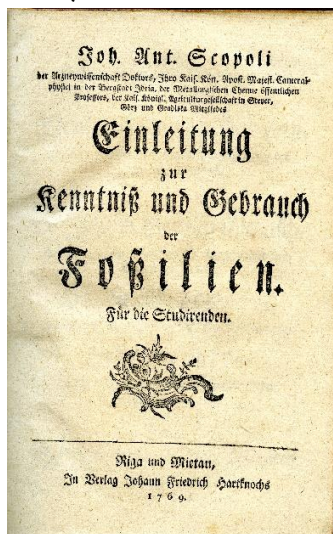 Joh. Ant. Scopoli
der Arzneywissenschaft Doktors, Ihro Kais. Kön. Apost. Majest. Cameral-
physici in der Bergstadt Idria, der Metallurgischen Chemie öffentlichen
Professors, der Kais. Königl. Agrikulturgesellschaft in Steyer,
Görz und Gradiska Mitgliedes
Einleitung
zur
Kenntniß und Gebrauch
der
Foßilien.
Für die Studirenden.
Riga und Mietau,
In Verlag Johann Friedrich Hartknochs
1769.